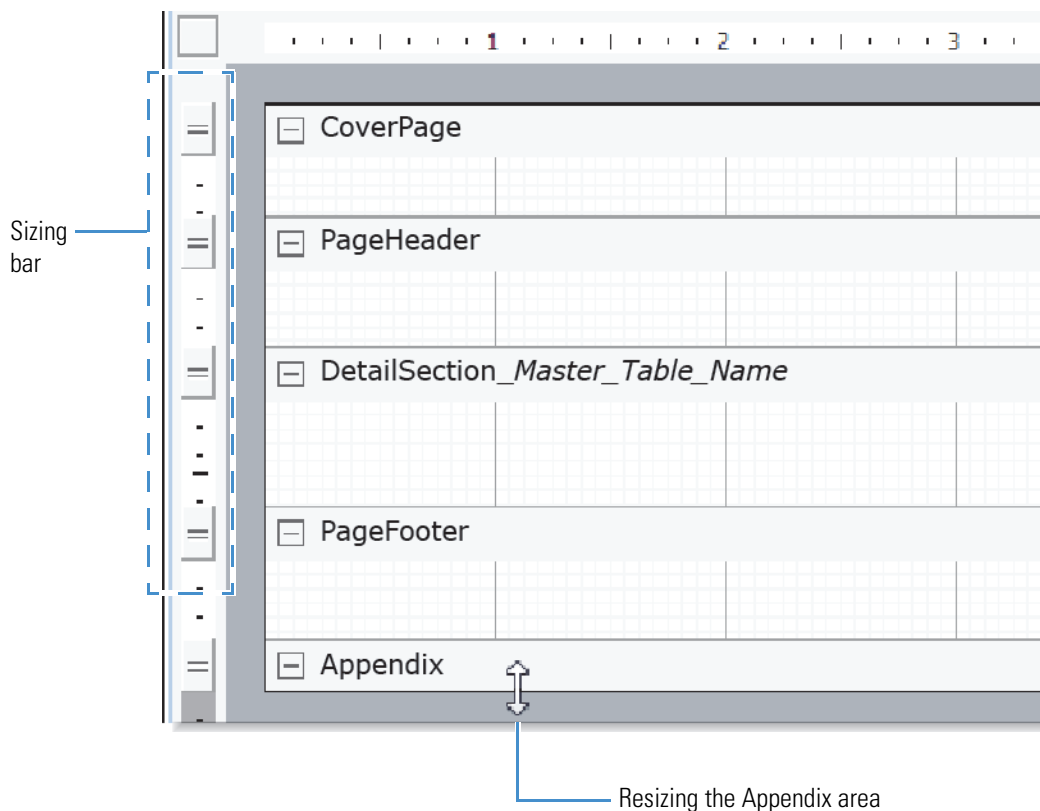 1 2 3
CoverPage
Sizing
bar
PageHeader
DetailSection_Master_Table_Name
PageFooter
Appendix
Resizing the Appendix area